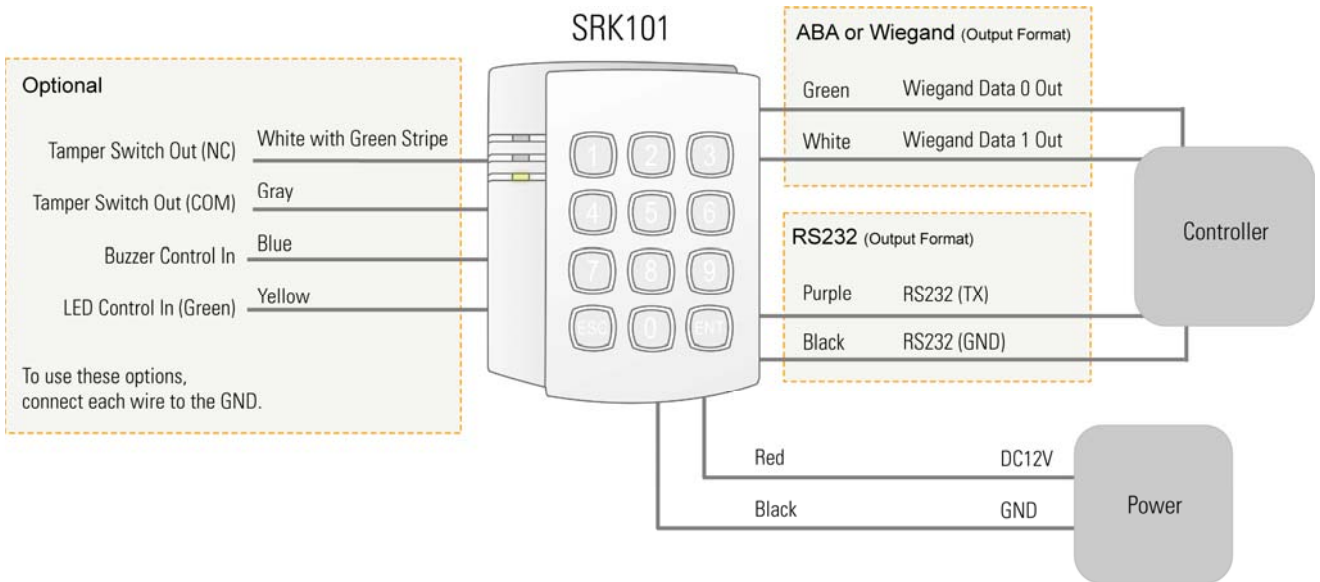 SRK101
Optional
Tamper Switch Out (NC) White with Green Stripe
Tamper Switch Out (COM) Gray
Buzzer Control In Blue
LED Control In (Green) Yellow
To use these options,
connect each wire to the GND.
1 2 3
4 5 6
7 8 9
ESC 0 ENT
ABA or Wiegand (Output Format)
Green Wiegand Data 0 Out
White Wiegand Data 1 Out
RS232 (Output Format)
Purple RS232 (TX)
Black RS232 (GND)
Controller
Red DC12V
Black GND
Power